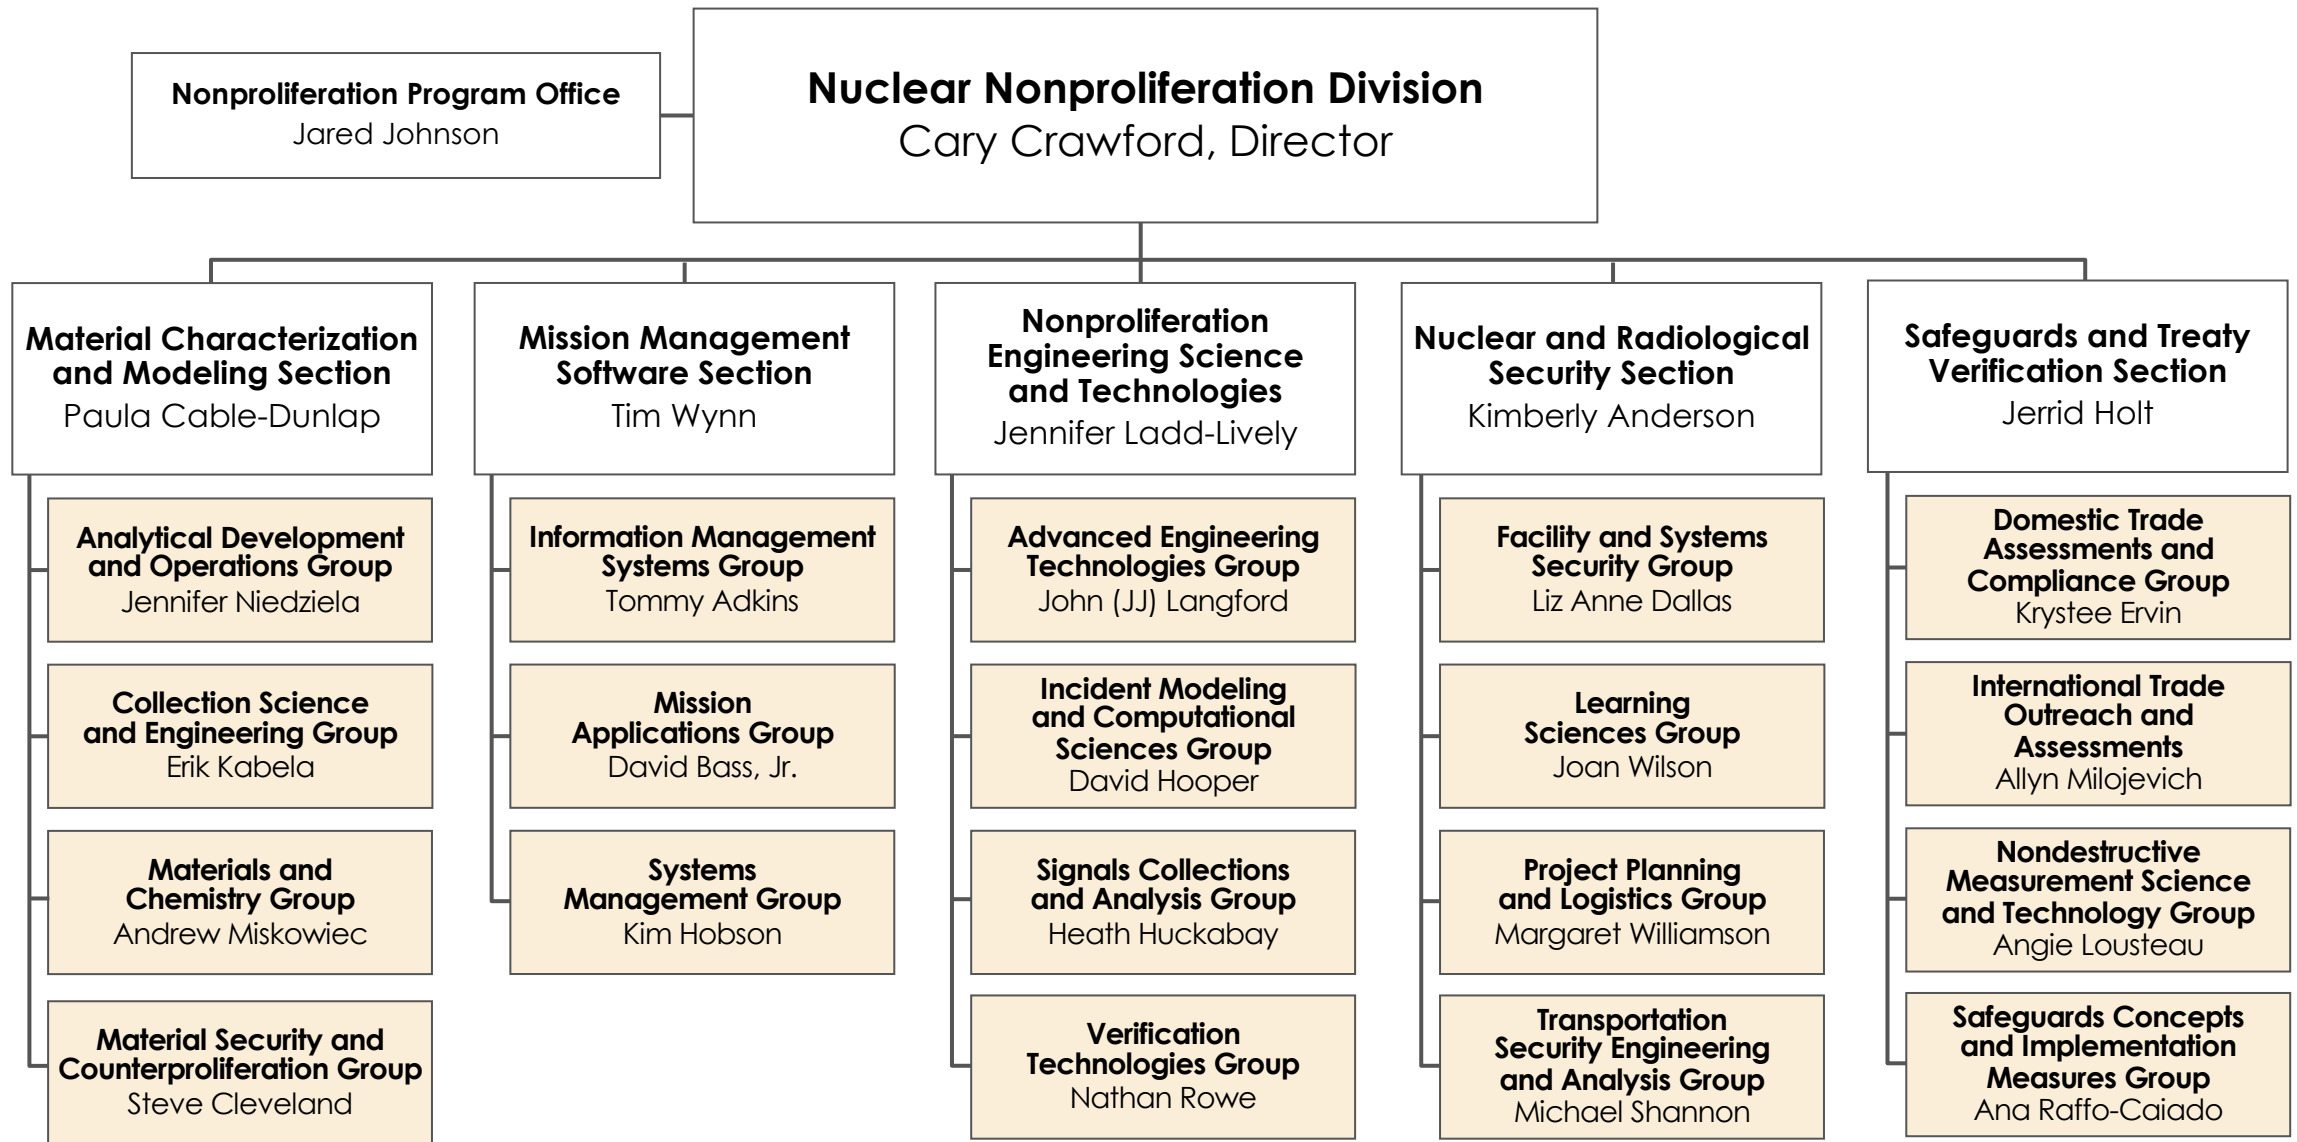 Nonproliferation Program Office
Jared Johnson
Nuclear Nonproliferation Division
Cary Crawford, Director
Material Characterization
and Modeling Section
Paula Cable-Dunlap
Analytical Development
and Operations Group
Jennifer Niedziela
Collection Science
and Engineering Group
Erik Kabela
Materials and
Chemistry Group
Andrew Miskowiec
Material Security and
Counterproliferation Group
Steve Cleveland
Mission Management
Software Section
Tim Wynn
Information Management
Systems Group
Tommy Adkins
Mission
Applications Group
David Bass, Jr.
Systems
Management Group
Kim Hobson
Nonproliferation
Engineering Science
and Technologies
Jennifer Ladd-Lively
Advanced Engineering
Technologies Group
John (JJ) Langford
Incident Modeling
and Computational
Sciences Group
David Hooper
Signals Collections
and Analysis Group
Heath Huckabay
Verification
Technologies Group
Nathan Rowe
Nuclear and Radiological
Security Section
Kimberly Anderson
Facility and Systems
Security Group
Liz Anne Dallas
Learning
Sciences Group
Joan Wilson
Project Planning
and Logistics Group
Margaret Williamson
Transportation
Security Engineering
and Analysis Group
Michael Shannon
Safeguards and Treaty
Verification Section
Jerrid Holt
Domestic Trade
Assessments and
Compliance Group
Krystee Ervin
International Trade
Outreach and
Assessments
Allyn Milojevich
Nondestructive
Measurement Science
and Technology Group
Angie Lousteau
Safeguards Concepts
and Implementation
Measures Group
Ana Raffo-Caiado